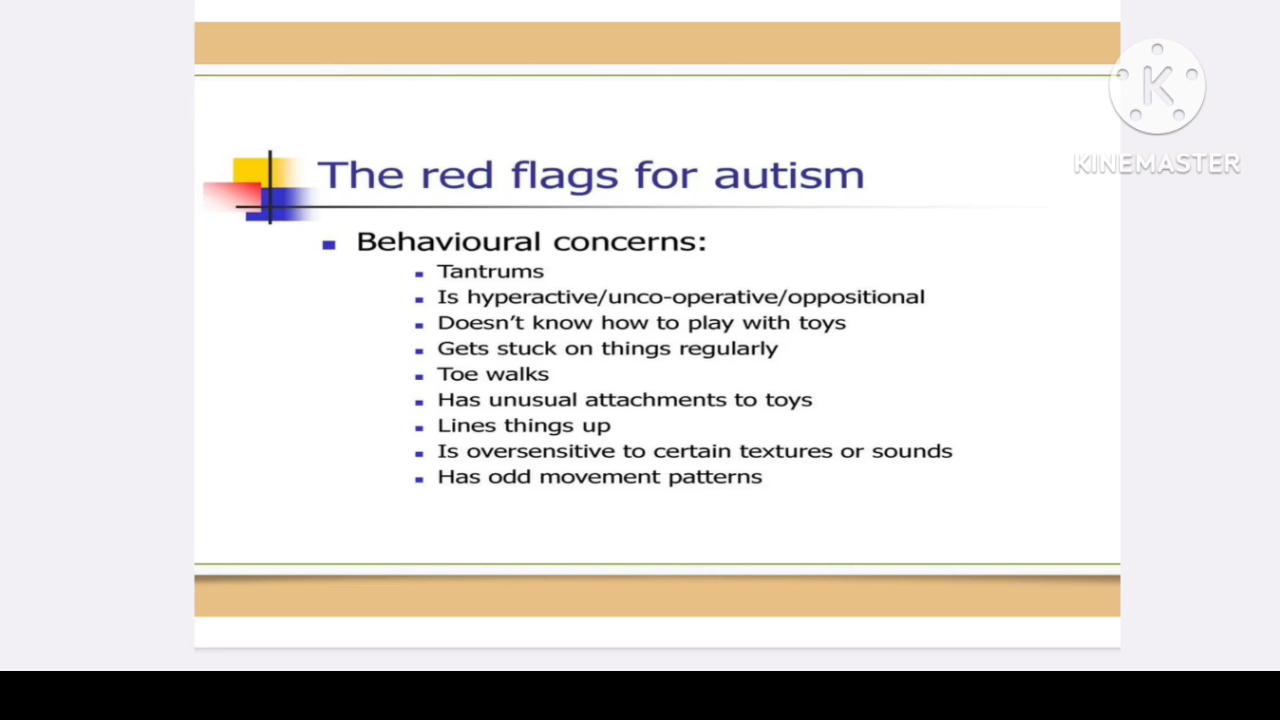 The red flags for autism
Behavioural concerns:
Tantrums
Is hyperactive/unco-operative/oppositional
Doesn't know how to play with toys
Gets stuck on things regularly
Toe walks
Has unusual attachments to toys
Lines things up
Is oversensitive to certain textures or sounds
Has odd movement patterns
K
KINEMASTER